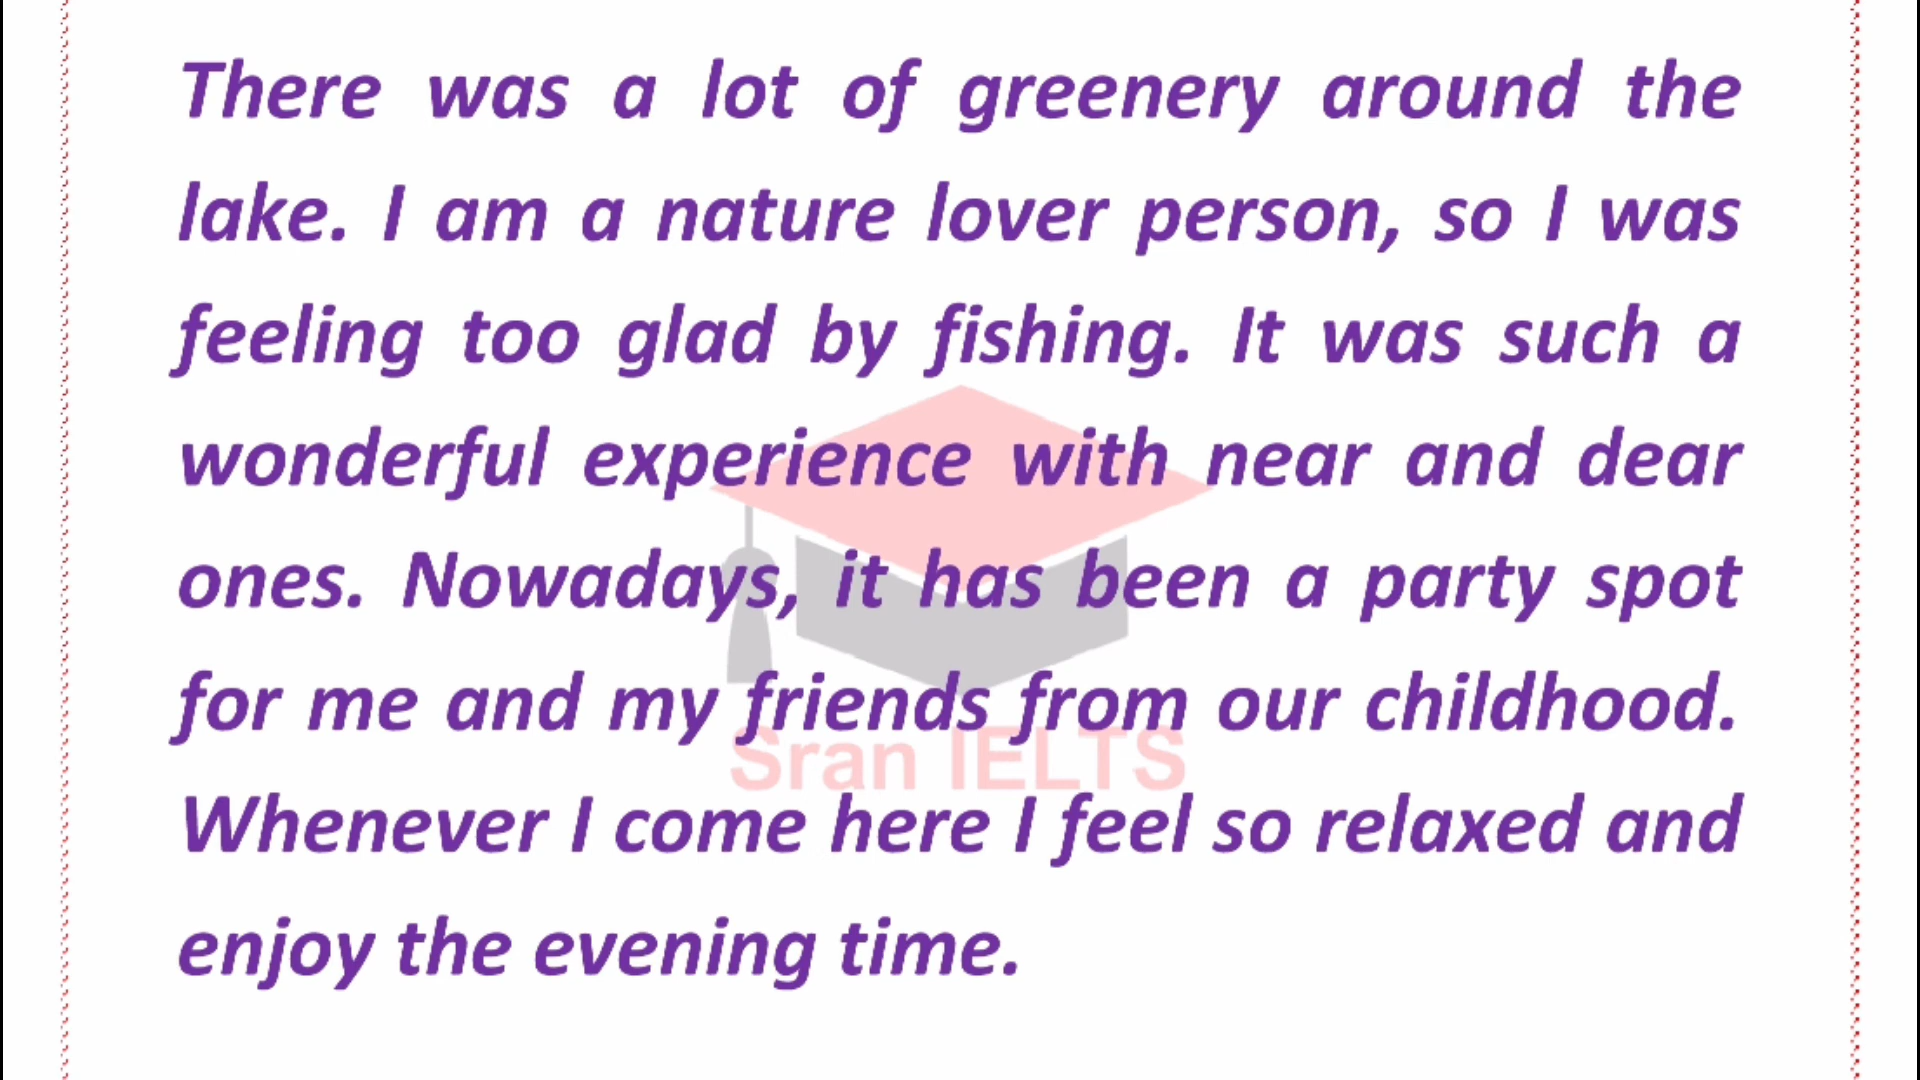 There was a lot of greenery around the
lake. I am a nature lover person, so I was
feeling too glad by fishing. It was such a
wonderful experience with near and dear
ones. Nowadays, it has been a party spot
for me and my friends from our childhood.
Sran IELTS
Whenever I come here I feel so relaxed and
enjoy the evening time.